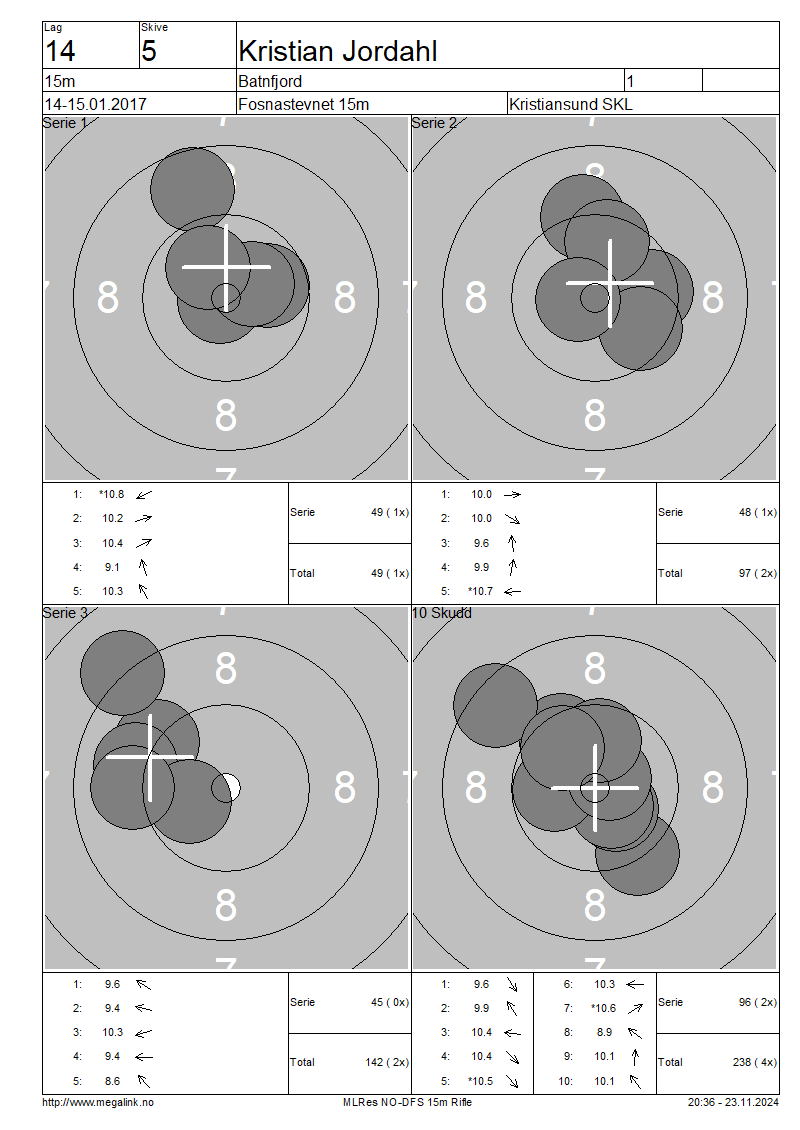 Lag Skive
14 5 Kristian Jordahl
15m Batnfjord 1
14-15.01.2017 Fosnastevnet 15m Kristiansund SKL
Serie 1 Serie 2
8 8 8 8
8 8
7 7
1: *10.8 1: 10.0
2: 10.2 Serie 49 ( 1x) 2: 10.0 Serie 48 ( 1x)
3: 10.4 3: 9.6
4: 9.1 Total 49 ( 1x) 4: 9.9 Total 97 ( 2x)
5: 10.3 5: *10.7
Serie 3 10 Skudd
8 8
8 8 8
8 8
7 7
1: 9.6 1: 9.6 6: 10.3
2: 9.4 Serie 45 ( 0x) 2: 9.9 7: *10.6 Serie 96 ( 2x)
3: 10.3 3: 10.4 8: 8.9
4: 9.4 Total 142 ( 2x) 4: 10.4 9: 10.1 Total 238 ( 4x)
5: 8.6 5: *10.5 10: 10.1
http://www.megalink.no MLRes NO-DFS 15m Rifle 20:36 - 23.11.2024